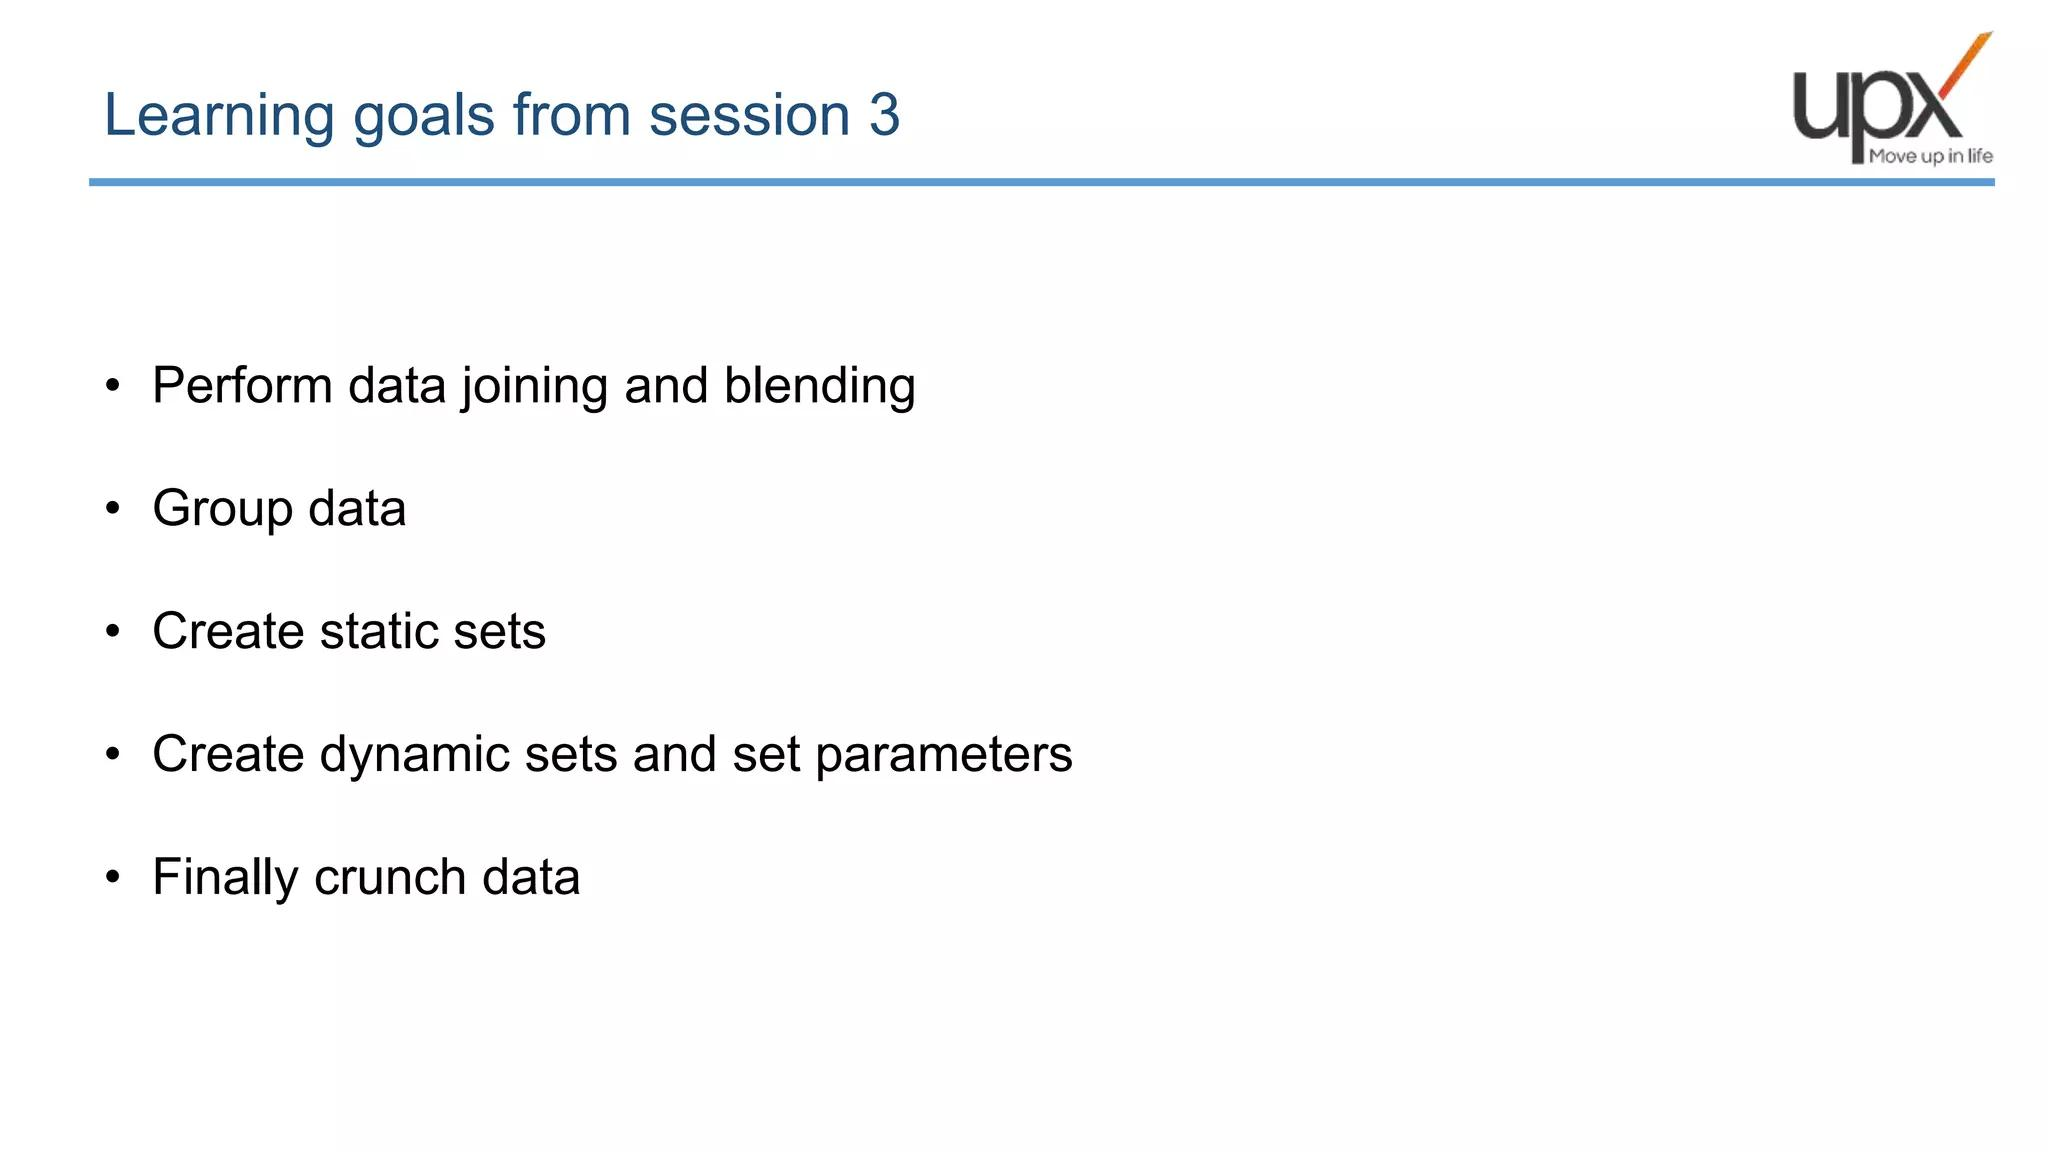 Learning goals from session 3
upx
Move up in life
• Perform data joining and blending
• Group data
• Create static sets
• Create dynamic sets and set parameters
• Finally crunch data